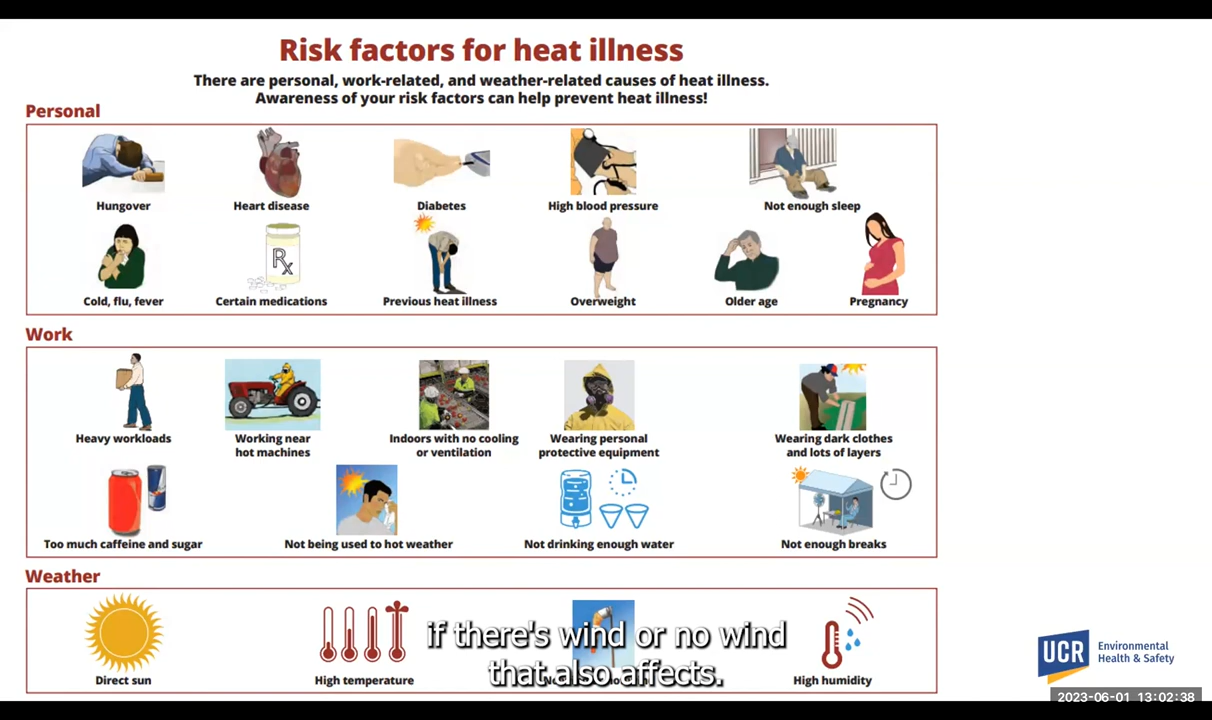 Risk factors for heat illness
There are personal, work-related, and weather-related causes of heat illness.
Awareness of your risk factors can help prevent heat illness!
Personal
Hungover
Heart disease
Diabetes
High blood pressure
Not enough sleep
Cold, flu, fever
Rx
Certain medications
Previous heat illness
Overweight
Older age
Pregnancy
Work
Heavy workloads
Working near
hot machines
Indoors with no cooling
or ventilation
Wearing personal
protective equipment
Wearing dark clothes
and lots of layers
Too much caffeine and sugar
Not being used to hot weather
Not drinking enough water
Not enough breaks
Weather
Direct sun
High temperature
High humidity
if there's wind or no wind
that also affects.
UCR
Environmental
Health & Safety
2023-06-01 13:02:38